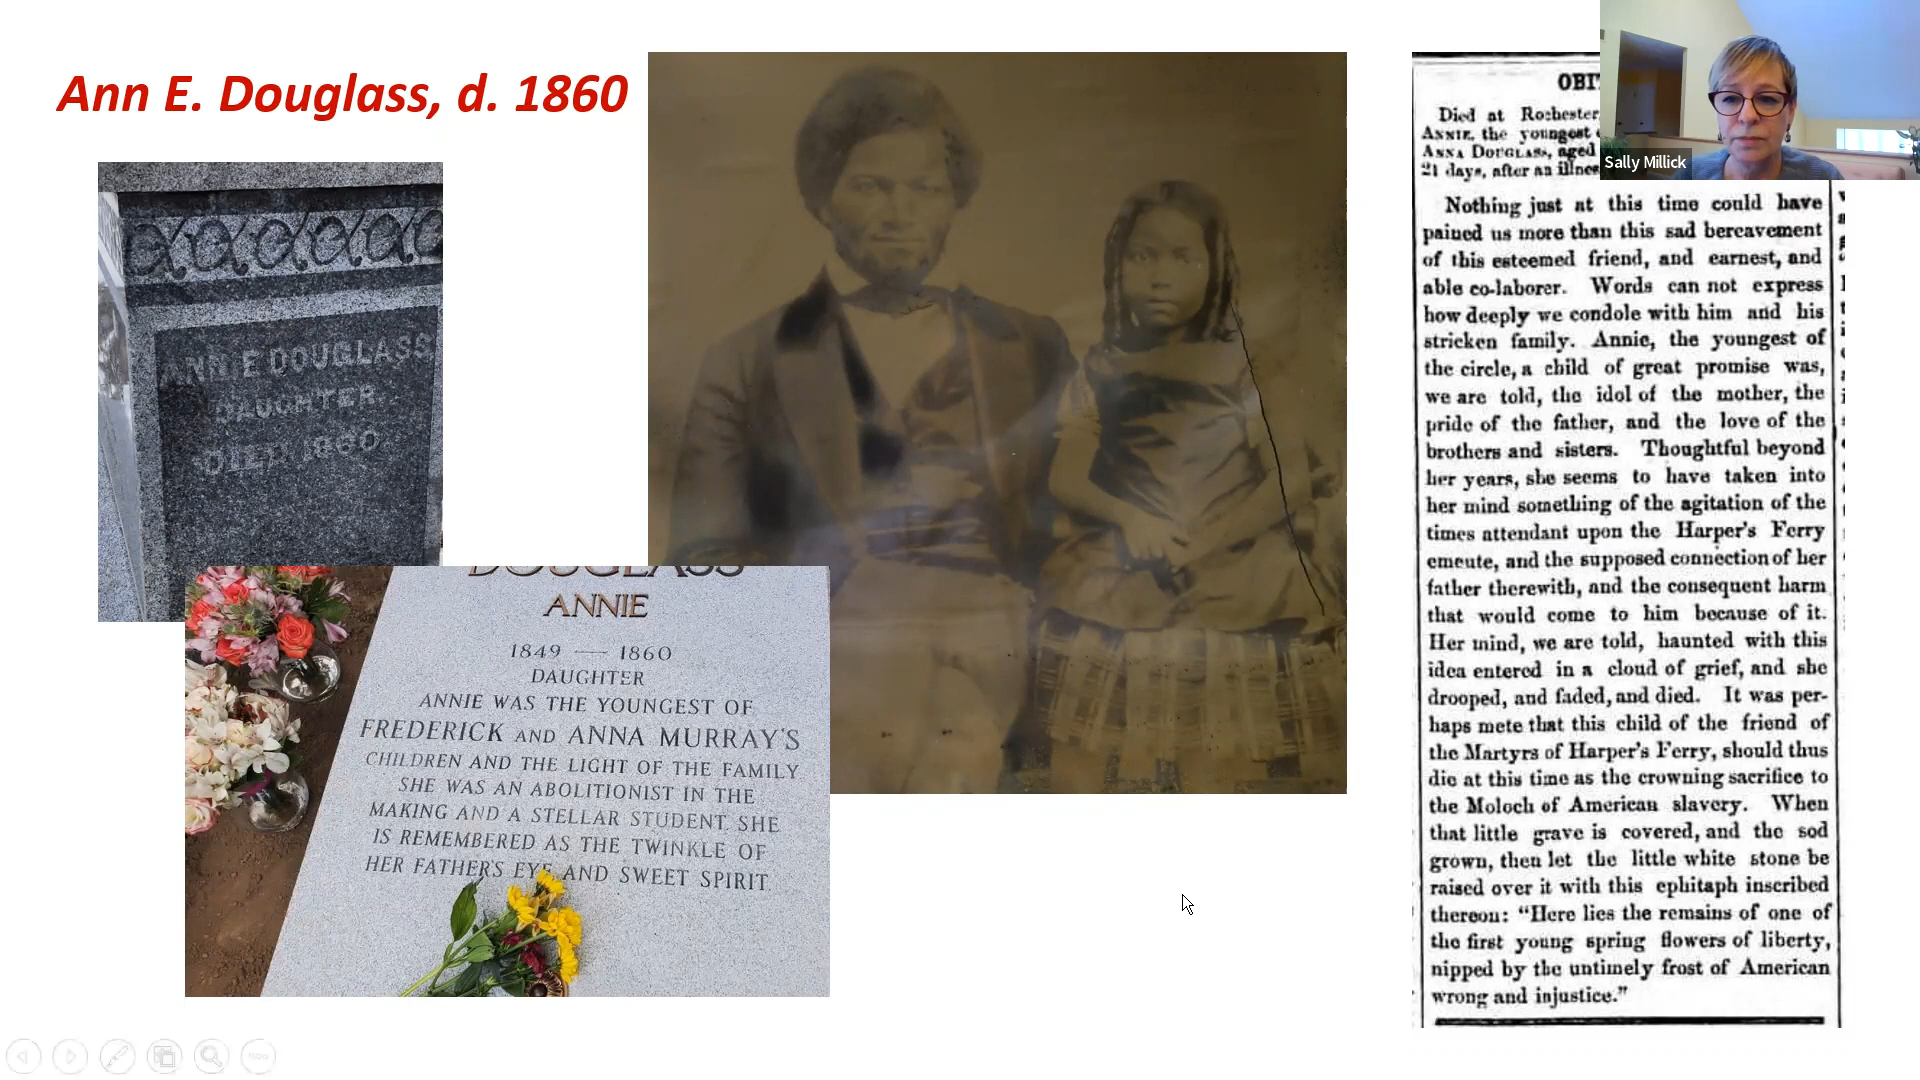 Ann E. Douglass, d. 1860
ANN E DOUGLASS
DAUGHTER
DIED 1860
DOUGLASS
ANNIE
1849 — 1860
DAUGHTER
ANNIE WAS THE YOUNGEST OF
FREDERICK AND ANNA MURRAY'S
CHILDREN AND THE LIGHT OF THE FAMILY
SHE WAS AN ABOLITIONIST IN THE
MAKING AND A STELLAR STUDENT. SHE
IS REMEMBERED AS THE TWINKLE OF
HER FATHER'S EYE AND SWEET SPIRIT.
OBI
Died at Rochester,
ANNIE, the youngest
ANNA DOUGLASS, aged
21 days, after an illnes
Nothing just at this time could have
pained us more than this sad bereavement
of this esteemed friend, and earnest, and
able co-laborer. Words can not express
how deeply we condole with him and his
stricken family. Annie, the youngest of
the circle, a child of great promise was,
we are told, the idol of the mother, the
pride of the father, and the love of the
brothers and sisters. Thoughtful beyond
her years, she seems to have taken into
her mind something of the agitation of the
times attendant upon the Harper's Ferry
emeute, and the supposed connection of her
father therewith, and the consequent harm
that would come to him because of it.
Her mind, we are told, haunted with this
idea entered in a cloud of grief, and she
drooped, and faded, and died. It was per-
haps mete that this child of the friend of
the Martyrs of Harper's Ferry, should thus
die at this time as the crowning sacrifice to
the Moloch of American slavery. When
that little grave is covered, and the sod
grown, then let the little white stone be
raised over it with this ephitaph inscribed
thereon: "Here lies the remains of one of
the first young spring flowers of liberty,
nipped by the untimely frost of American
wrong and injustice."
Sally Millick